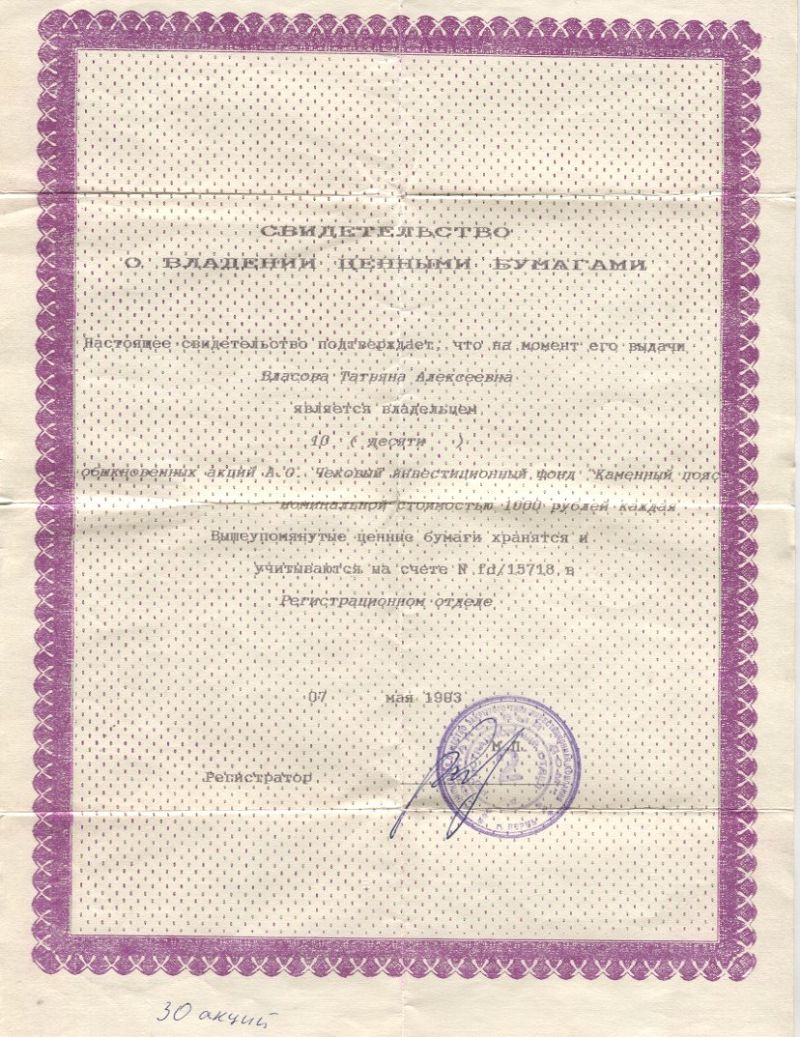 СВИДЕТЕЛЬСТВО
О ВЛАДЕНИИ ЦЕННЫМИ БУМАГАМИ
Настоящее свидетельство подтверждает, что на момент его выдачи
Власова Татьяна Алексеевна
является владельцем
10 ( десяти )
обыкновенных акций А.О. Чековый инвестиционный фонд "Каменный пояс
номинальной стоимостью 1000 рублей каждая
Вышеупомянутые ценные бумаги хранятся и
учитываются на счете N fd/15718 в
Регистрационном отделе
07 мая 1993
М.П.
Регистратор
г. ПЕРМЬ
30 акций